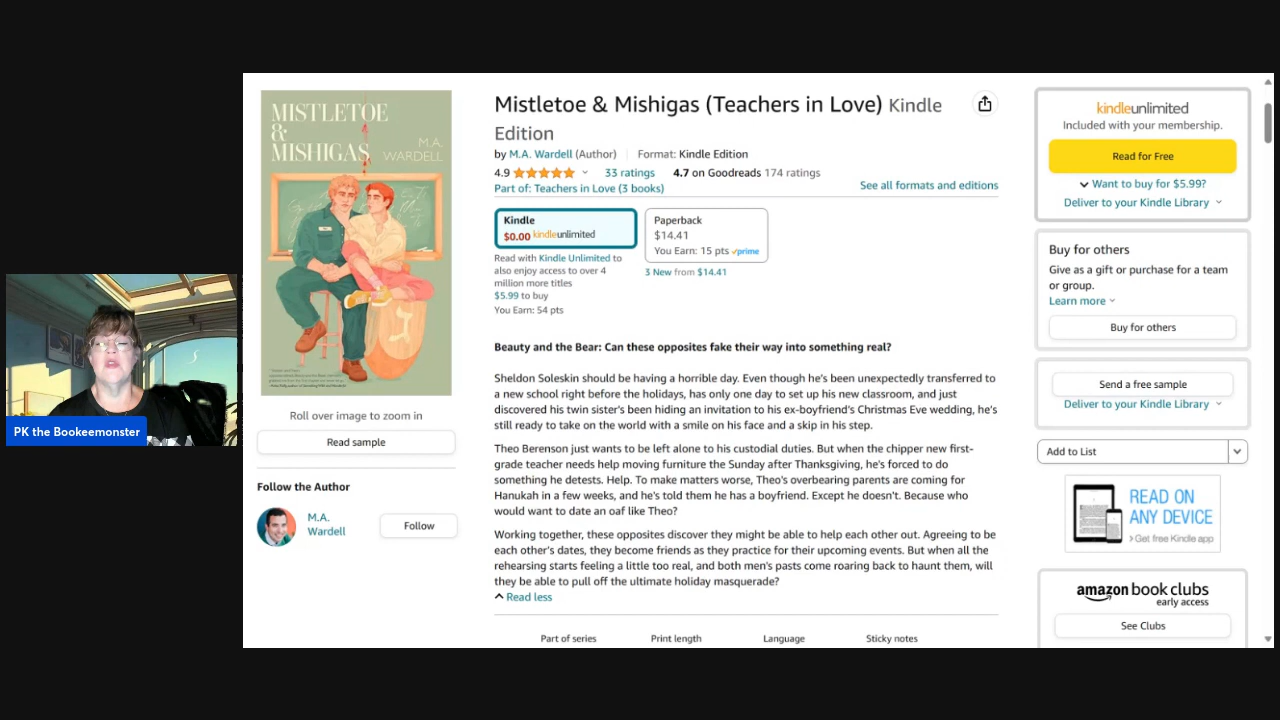 MISTLETOE
&
MISHIGAS
M.A.
WARDELL
PK the Bookeemonster
Roll over image to zoom in
Read sample
Follow the Author
M.A.
Wardell
Follow
Mistletoe & Mishigas (Teachers in Love) Kindle
Edition
by M.A. Wardell (Author) Format: Kindle Edition
4.9 33 ratings 4.7 on Goodreads 174 ratings
Part of: Teachers in Love (3 books)
See all formats and editions
Kindle
$0.00 kindleunlimited
Read with Kindle Unlimited to
also enjoy access to over 4
million more titles
$5.99 to buy
You Earn: 54 pts
Paperback
$14.41
You Earn: 15 pts prime
3 New from $14.41
Beauty and the Bear: Can these opposites fake their way into something real?
Sheldon Soleskin should be having a horrible day. Even though he's been unexpectedly transferred to
a new school right before the holidays, has only one day to set up his new classroom, and just
discovered his twin sister's been hiding an invitation to his ex-boyfriend's Christmas Eve wedding, he's
still ready to take on the world with a smile on his face and a skip in his step.
Theo Berenson just wants to be left alone to his custodial duties. But when the chipper new first-
grade teacher needs help moving furniture the Sunday after Thanksgiving, he's forced to do
something he detests. Help. To make matters worse, Theo's overbearing parents are coming for
Hanukah in a few weeks, and he's told them he has a boyfriend. Except he doesn't. Because who
would want to date an oaf like Theo?
Working together, these opposites discover they might be able to help each other out. Agreeing to be
each other's dates, they become friends as they practice for their upcoming events. But when all the
rehearsing starts feeling a little too real, and both men's pasts come roaring back to haunt them, will
they be able to pull off the ultimate holiday masquerade?
Read less
Part of series Print length Language Sticky notes
kindleunlimited
Included with your membership.
Read for Free
Want to buy for $5.99?
Deliver to your Kindle Library
Buy for others
Give as a gift or purchase for a team
or group.
Learn more
Buy for others
Send a free sample
Deliver to your Kindle Library
Add to List
READ ON
ANY DEVICE
> Get free Kindle app
amazon book clubs
early access
See Clubs